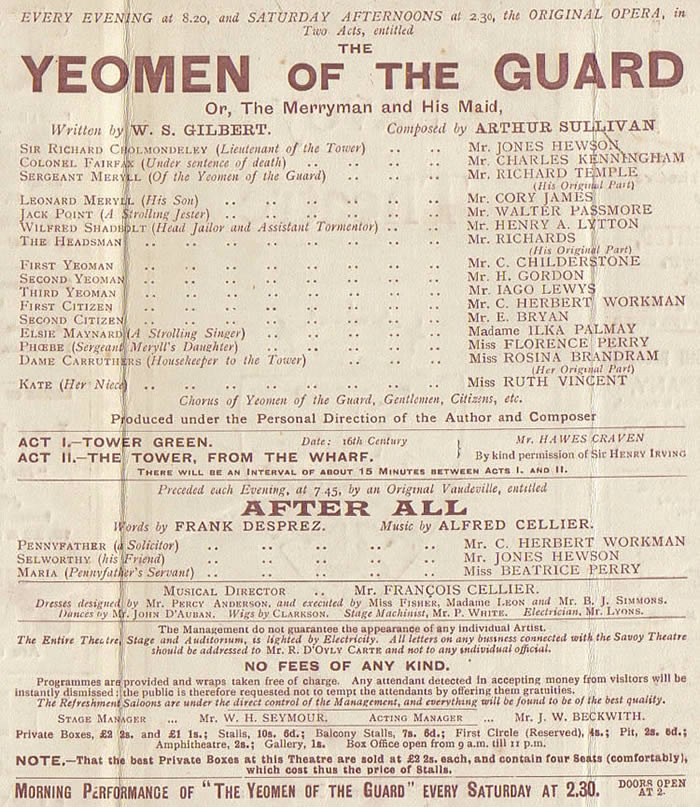 EVERY EVENING at 8.20, and SATURDAY AFTERNOONS at 2.30, the ORIGINAL OPERA, in
Two Acts, entitled
THE
YEOMEN OF THE GUARD
Or, The Merryman and His Maid,
Written by W. S. GILBERT. Composed by ARTHUR SULLIVAN
SIR RICHARD CHOLMONDELEY (Lieutenant of the Tower) .. .. Mr. JONES HEWSON
COLONEL FAIRFAX (Under sentence of death) .. .. .. .. Mr. CHARLES KENNINGHAM
SERGEANT MERYLL (Of the Yeomen of the Guard) .. .. .. Mr. RICHARD TEMPLE
(His Original Part)
LEONARD MERYLL (His Son) .. .. .. .. .. .. Mr. CORY JAMES
JACK POINT (A Strolling Jester) .. .. .. .. .. .. Mr. WALTER PASSMORE
WILFRED SHADBOLT (Head Jailor and Assistant Tormentor) .. .. Mr. HENRY A. LYTTON
THE HEADSMAN .. .. .. .. .. .. .. .. Mr. RICHARDS
(His Original Part)
FIRST YEOMAN .. .. .. .. .. .. .. .. Mr. C. CHILDERSTONE
SECOND YEOMAN .. .. .. .. .. .. .. .. Mr. H. GORDON
THIRD YEOMAN .. .. .. .. .. .. .. .. Mr. IAGO LEWYS
FIRST CITIZEN .. .. .. .. .. .. .. .. Mr. C. HERBERT WORKMAN
SECOND CITIZEN .. .. .. .. .. .. .. .. Mr. E. BRYAN
ELSIE MAYNARD (A Strolling Singer) .. .. .. .. .. Madame ILKA PALMAY
PHŒBE (Sergeant Meryll's Daughter) .. .. .. .. .. Miss FLORENCE PERRY
DAME CARRUTHERS (Housekeeper to the Tower) .. .. .. Miss ROSINA BRANDRAM
(Her Original Part)
KATE (Her Niece) .. .. .. .. .. .. .. Miss RUTH VINCENT
Chorus of Yeomen of the Guard, Gentlemen, Citizens, etc.
Produced under the Personal Direction of the Author and Composer
ACT I.—TOWER GREEN. Date: 16th Century } Mr. HAWES CRAVEN
ACT II.—THE TOWER, FROM THE WHARF. By kind permission of Sir HENRY IRVING
THERE WILL BE AN INTERVAL OF ABOUT 15 MINUTES BETWEEN ACTS I. AND II.
Preceded each Evening, at 7 45, by an Original Vaudeville, entitled
AFTER ALL
Words by FRANK DESPREZ. Music by ALFRED CELLIER.
PENNYFATHER (a Solicitor) .. .. .. .. .. Mr. C. HERBERT WORKMAN
SELWORTHY (his Friend) .. .. .. .. .. Mr. JONES HEWSON
MARIA (Pennyfather's Servant) .. .. .. .. .. Miss BEATRICE PERRY
MUSICAL DIRECTOR .. Mr. FRANÇOIS CELLIER.
Dresses designed by Mr. PERCY ANDERSON, and executed by MISS FISHER, MADAME LEON and MR. B. J. SIMMONS.
Dances by Mr. JOHN D'AUBAN. Wigs by CLARKSON. Stage Machinist, Mr. P. WHITE. Electrician, Mr. LYONS.
The Management do not guarantee the appearance of any individual Artist.
The Entire Theatre, Stage and Auditorium, is lighted by Electricity. All letters on any business connected with the Savoy Theatre
should be addressed to Mr. R. D'OYLY CARTE and not to any individual official.
NO FEES OF ANY KIND.
Programmes are provided and wraps taken free of charge. Any attendant detected in accepting money from visitors will be
instantly dismissed; the public is therefore requested not to tempt the attendants by offering them gratuities.
The Refreshment Saloons are under the direct control of the Management, and everything will be found to be of the best quality.
STAGE MANAGER ... Mr. W. H. SEYMOUR. ACTING MANAGER ... Mr. J. W. BECKWITH.
Private Boxes, £2 2s. and £1 1s.; Stalls, 10s. 6d.; Balcony Stalls, 7s. 6d.; First Circle (Reserved), 4s.; Pit, 2s. 6d.;
Amphitheatre, 2s.; Gallery, 1s. Box Office open from 9 a.m. till 11 p.m.
NOTE.—That the best Private Boxes at this Theatre are sold at £2 2s. each, and contain four Seats (comfortably),
which cost thus the price of Stalls.
MORNING PERFORMANCE OF "THE YEOMEN OF THE GUARD" EVERY SATURDAY AT 2.30. DOORS OPEN
AT 2.